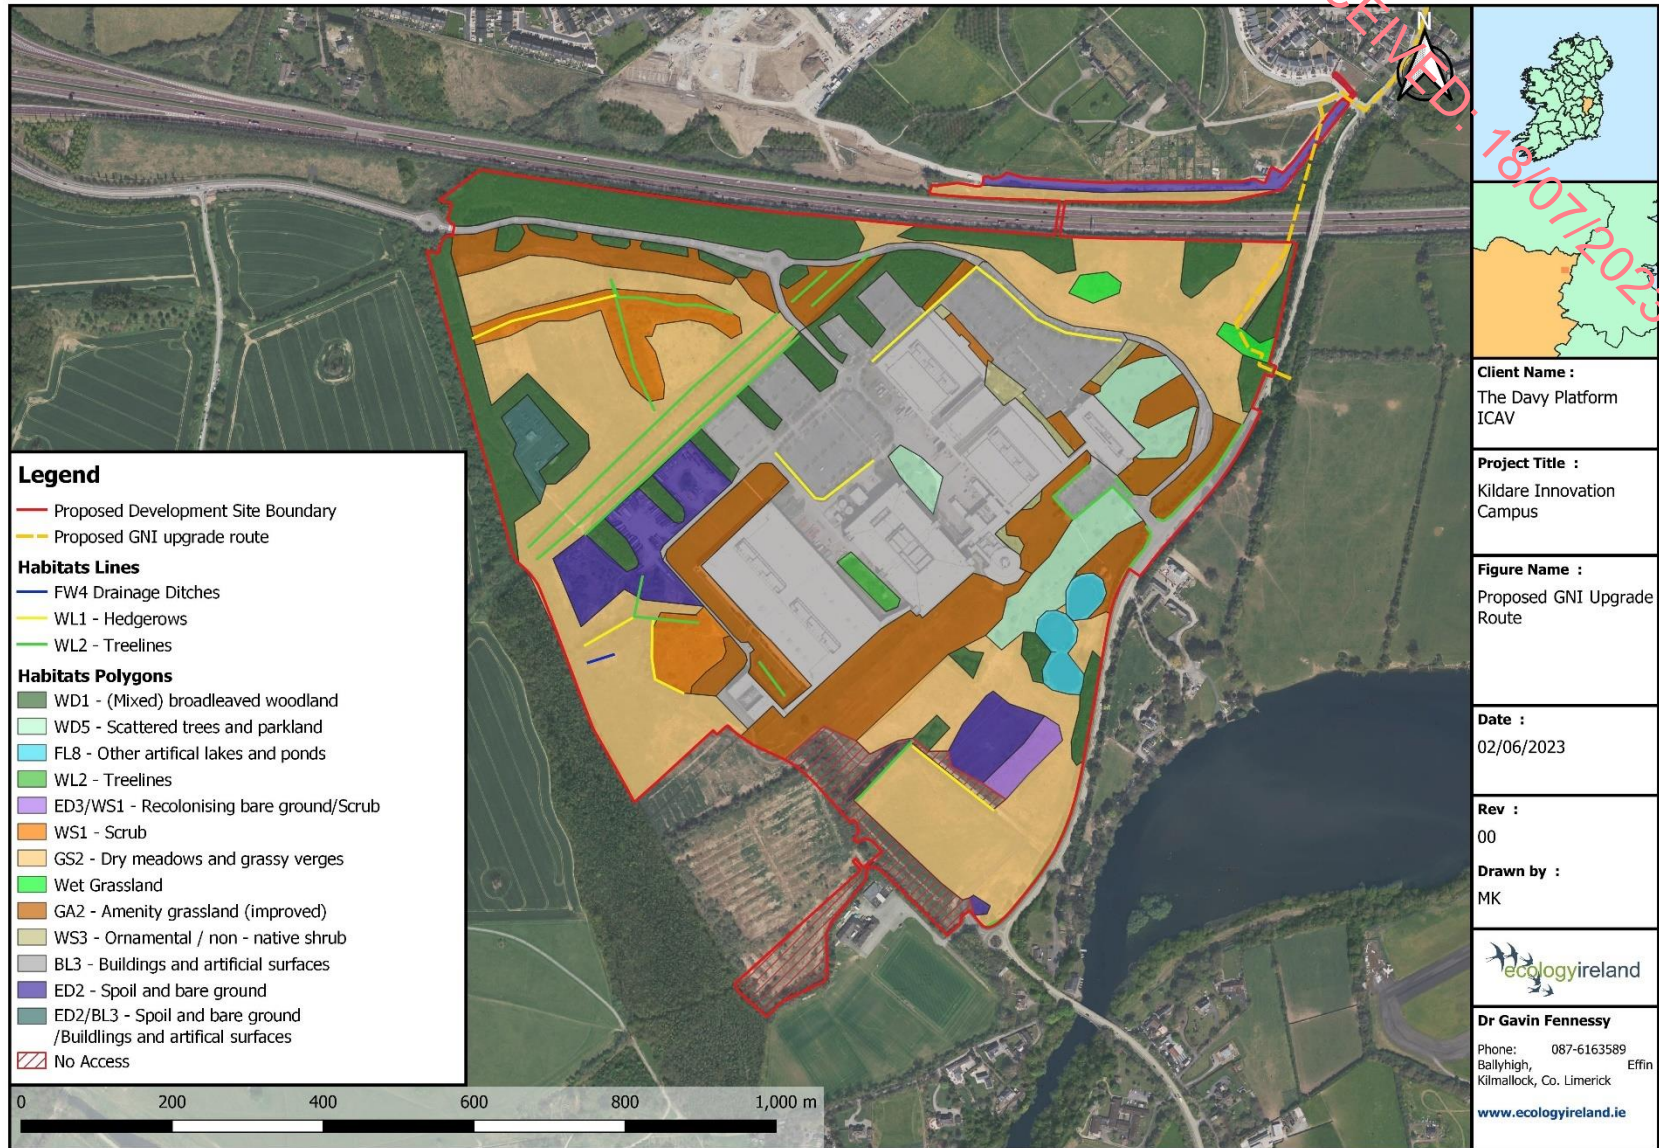 N
RECEIVED: 18/07/2023
Legend
Proposed Development Site Boundary
Proposed GNI upgrade route
Habitats Lines
FW4 Drainage Ditches
WL1 - Hedgerows
WL2 - Treelines
Habitats Polygons
WD1 - (Mixed) broadleaved woodland
WD5 - Scattered trees and parkland
FL8 - Other artifical lakes and ponds
WL2 - Treelines
ED3/WS1 - Recolonising bare ground/Scrub
WS1 - Scrub
GS2 - Dry meadows and grassy verges
Wet Grassland
GA2 - Amenity grassland (improved)
WS3 - Ornamental / non - native shrub
BL3 - Buildings and artificial surfaces
ED2 - Spoil and bare ground
ED2/BL3 - Spoil and bare ground
/Buildlings and artifical surfaces
No Access
0 200 400 600 800 1,000 m
Client Name :
The Davy Platform
ICAV
Project Title :
Kildare Innovation
Campus
Figure Name :
Proposed GNI Upgrade
Route
Date :
02/06/2023
Rev :
00
Drawn by :
MK
ecologyireland
Dr Gavin Fennessy
Phone: 087-6163589
Ballyhigh, Effin
Kilmallock, Co. Limerick
www.ecologyireland.ie